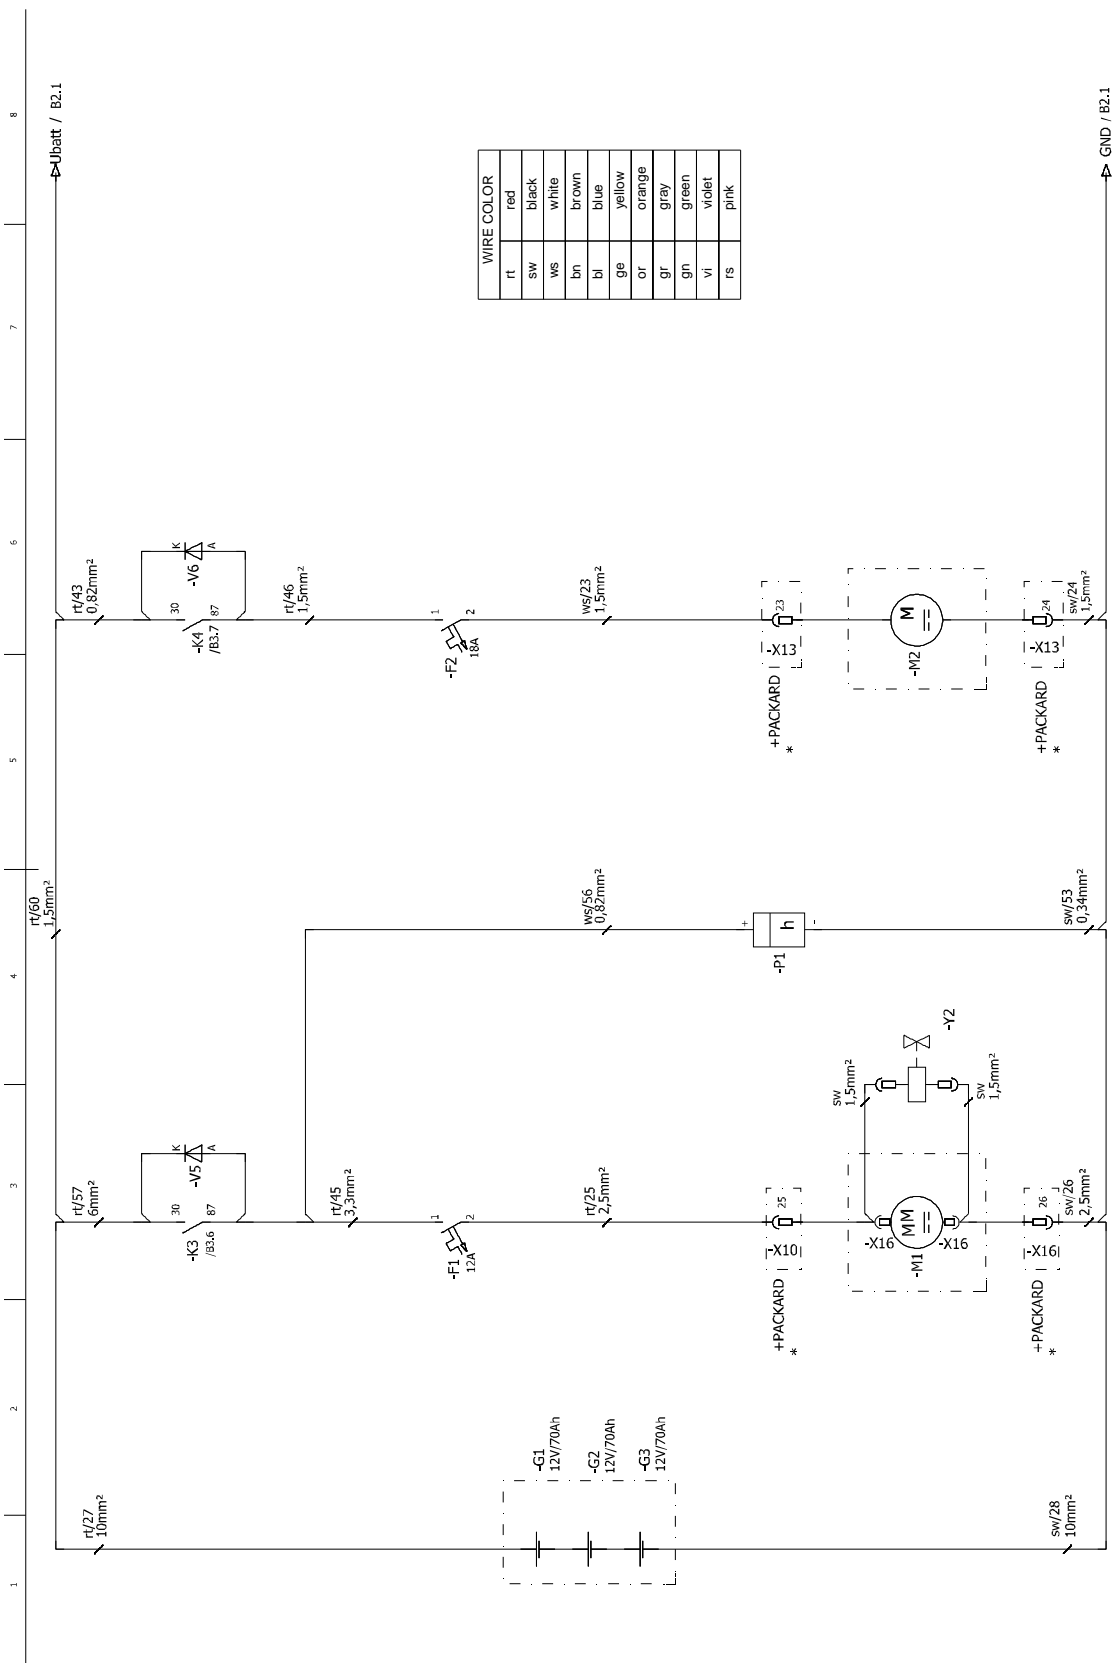 1
2
3
4
5
6
7
8
Ubatt / B2.1
rt/27
10mm²
rt/57
6mm²
rt/60
1,5mm²
rt/43
0,82mm²
-K3
/B3.6
30
87
-V5
K
A
-K4
/B3.7
30
87
-V6
K
A
rt/45
3,3mm²
rt/46
1,5mm²
-F1
12A
1
2
-F2
18A
1
2
WIRE COLOR
rt red
sw black
ws white
bn brown
bl blue
ge yellow
or orange
gr gray
gn green
vi violet
rs pink
-G1
12V/70Ah
-G2
12V/70Ah
-G3
12V/70Ah
rt/25
2,5mm²
ws/56
0,82mm²
ws/23
1,5mm²
+PACKARD
*
-X10
25
-P1
h
+
-
+PACKARD
*
-X13
23
-X16
MM
-M1
-X16
sw
1,5mm²
sw
1,5mm²
-Y2
M
-M2
+PACKARD
*
-X16
26
+PACKARD
*
-X13
24
sw/28
10mm²
sw/26
2,5mm²
sw/53
0,34mm²
sw/24
1,5mm²
GND / B2.1